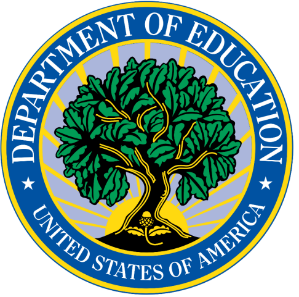 DEPARTMENT OF EDUCATION
UNITED STATES OF AMERICA